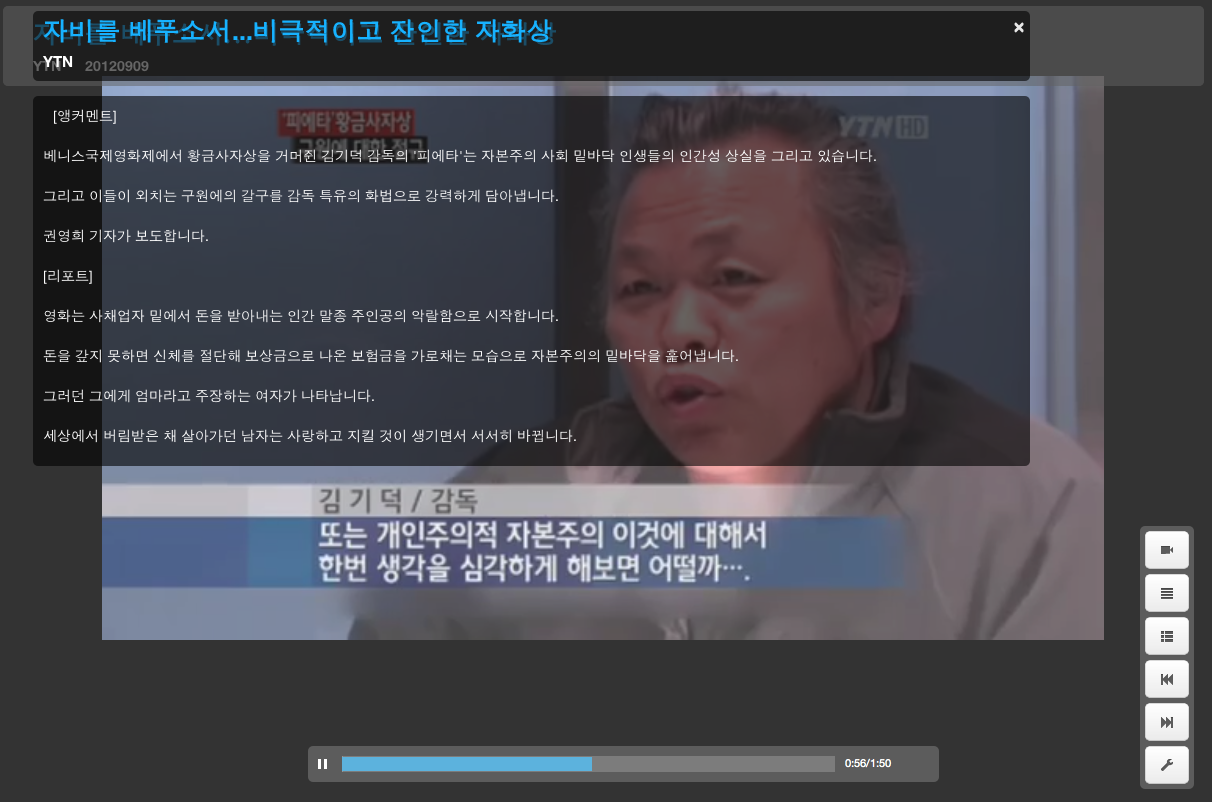 자비를 베푸소서...비극적이고 잔인한 자화상
×
YTN
YTN 20120909
[앵커멘트]
'피에타'황금사자상
구원에 대한 절규
YTN HD
베니스국제영화제에서 황금사자상을 거머쥔 김기덕 감독의 '피에타'는 자본주의 사회 밑바닥 인생들의 인간성 상실을 그리고 있습니다.
그리고 이들이 외치는 구원에의 갈구를 감독 특유의 화법으로 강력하게 담아냅니다.
권영희 기자가 보도합니다.
[리포트]
영화는 사채업자 밑에서 돈을 받아내는 인간 말종 주인공의 악랄함으로 시작합니다.
돈을 갚지 못하면 신체를 절단해 보상금으로 나온 보험금을 가로채는 모습으로 자본주의의 밑바닥을 훑어냅니다.
그러던 그에게 엄마라고 주장하는 여자가 나타납니다.
세상에서 버림받은 채 살아가던 남자는 사랑하고 지킬 것이 생기면서 서서히 바뀝니다.
김기덕 / 감독
또는 개인주의적 자본주의 이것에 대해서
한번 생각을 심각하게 해보면 어떨까….
0:56/1:50